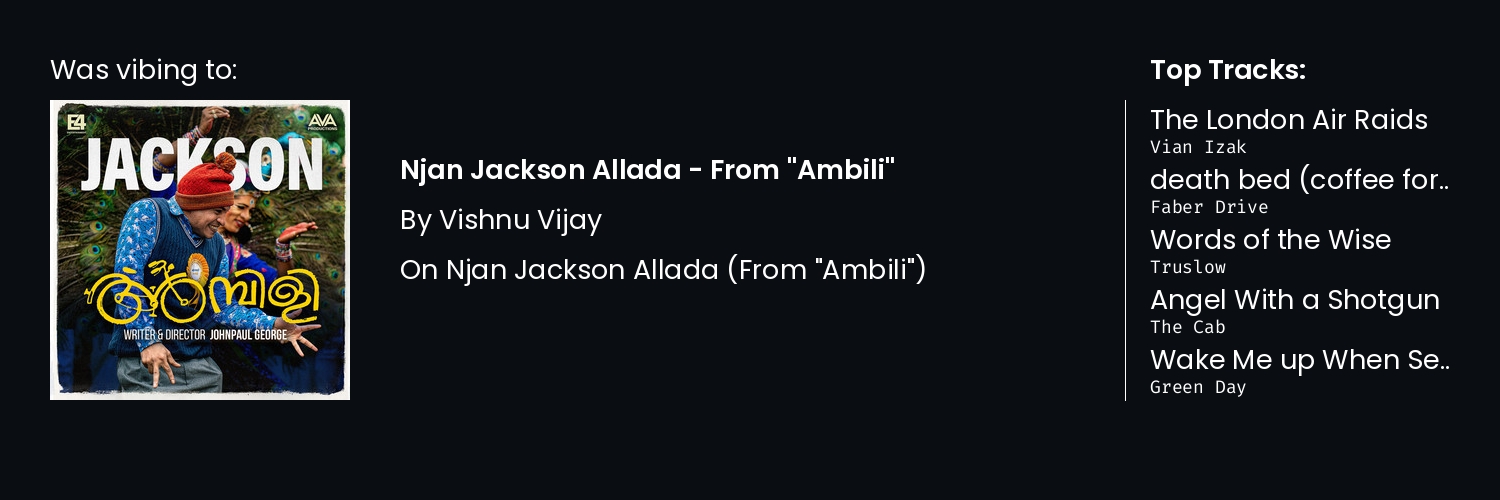 Was vibing to:
E4
AVA
PRODUCTIONS
JACKSON
അമ്പിളി
WRITER & DIRECTOR JOHNPAUL GEORGE
Njan Jackson Allada - From "Ambili"
By Vishnu Vijay
On Njan Jackson Allada (From "Ambili")
Top Tracks:
The London Air Raids
Vian Izak
death bed (coffee for..
Faber Drive
Words of the Wise
Truslow
Angel With a Shotgun
The Cab
Wake Me up When Se..
Green Day